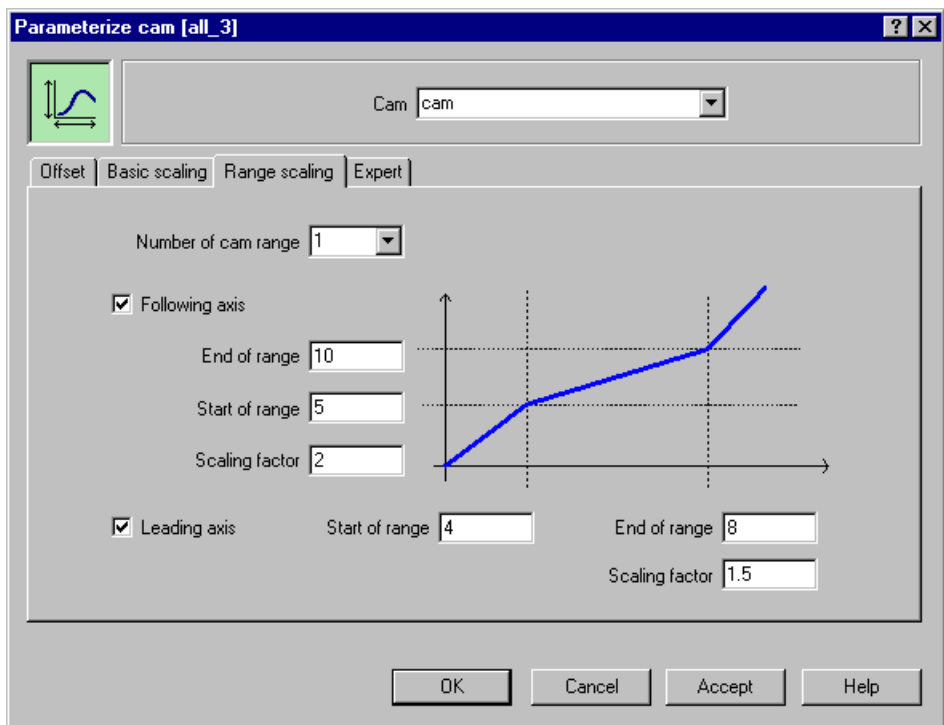 Parameterize cam [all_3]
Cam cam
Offset Basic scaling Range scaling Expert
Number of cam range 1
Following axis
End of range 10
Start of range 5
Scaling factor 2
Leading axis Start of range 4 End of range 8
Scaling factor 1.5
OK Cancel Accept Help